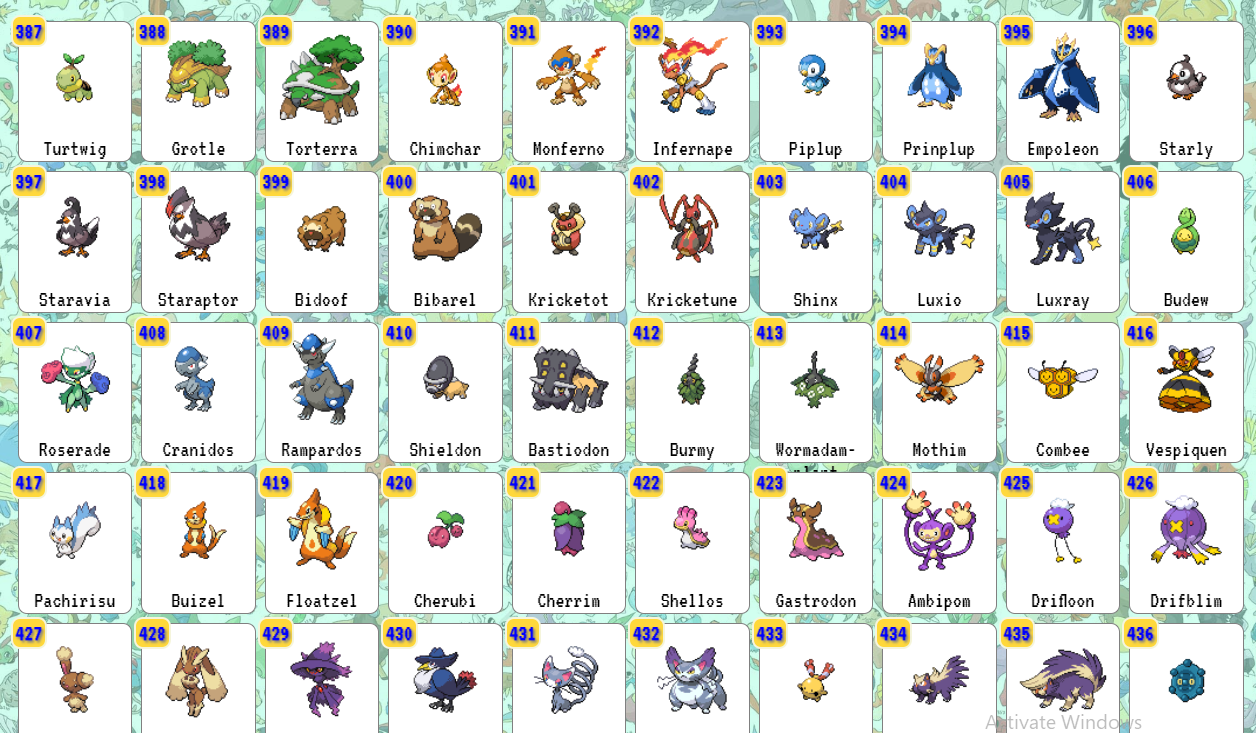 387 388 389 390 391 392 393 394 395 396
Turtwig Grotle Torterra Chimchar Monferno Infernape Piplup Prinplup Empoleon Starly
397 398 399 400 401 402 403 404 405 406
Staravia Staraptor Bidoof Bibarel Kricketot Kricketune Shinx Luxio Luxray Budew
407 408 409 410 411 412 413 414 415 416
Roserade Cranidos Rampardos Shieldon Bastiodon Burmy Wormadam- Mothim Combee Vespiquen
417 418 419 420 421 422 423 424 425 426
Pachirisu Buizel Floatzel Cherubi Cherrim Shellos Gastrodon Ambipom Drifloon Drifblim
427 428 429 430 431 432 433 434 435 436
Activate Windows